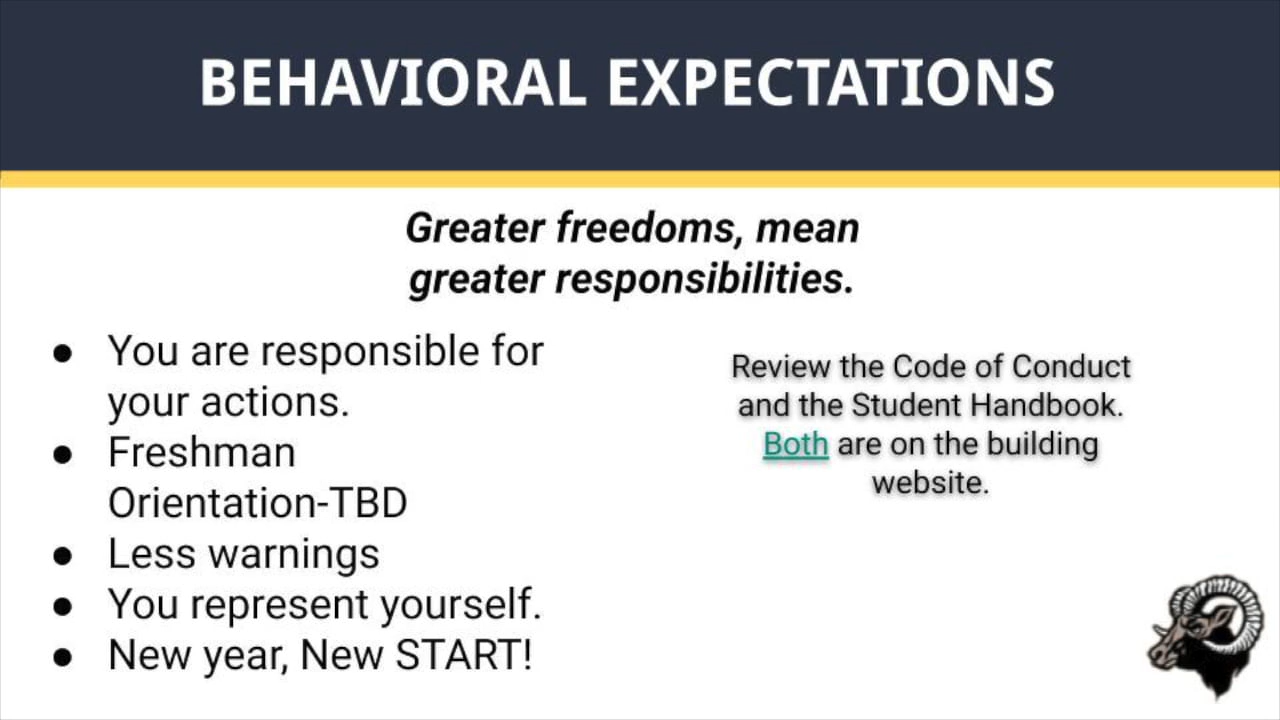 BEHAVIORAL EXPECTATIONS
Greater freedoms, mean
greater responsibilities.
● You are responsible for
your actions.
● Freshman
Orientation-TBD
● Less warnings
● You represent yourself.
● New year, New START!
Review the Code of Conduct
and the Student Handbook.
Both are on the building
website.